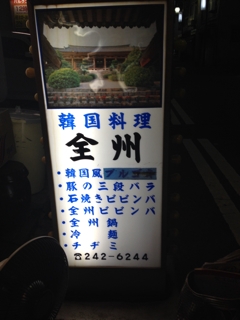 韓国料理
全州
・韓国風プルコギ
・豚の三段バラ
・石焼きビビンバ
・全州ビビンバ
・全州鍋
・冷麺
・チヂミ
☎242-6244